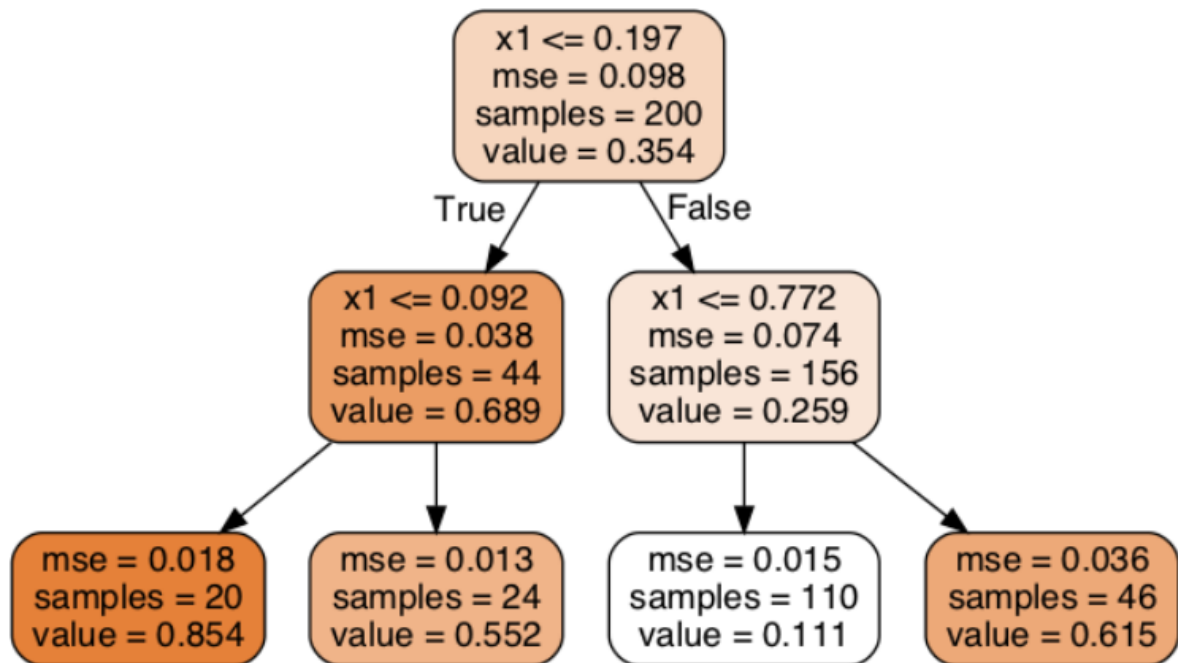 x1 <= 0.197
mse = 0.098
samples = 200
value = 0.354
True
False
x1 <= 0.092
mse = 0.038
samples = 44
value = 0.689
x1 <= 0.772
mse = 0.074
samples = 156
value = 0.259
mse = 0.018
samples = 20
value = 0.854
mse = 0.013
samples = 24
value = 0.552
mse = 0.015
samples = 110
value = 0.111
mse = 0.036
samples = 46
value = 0.615